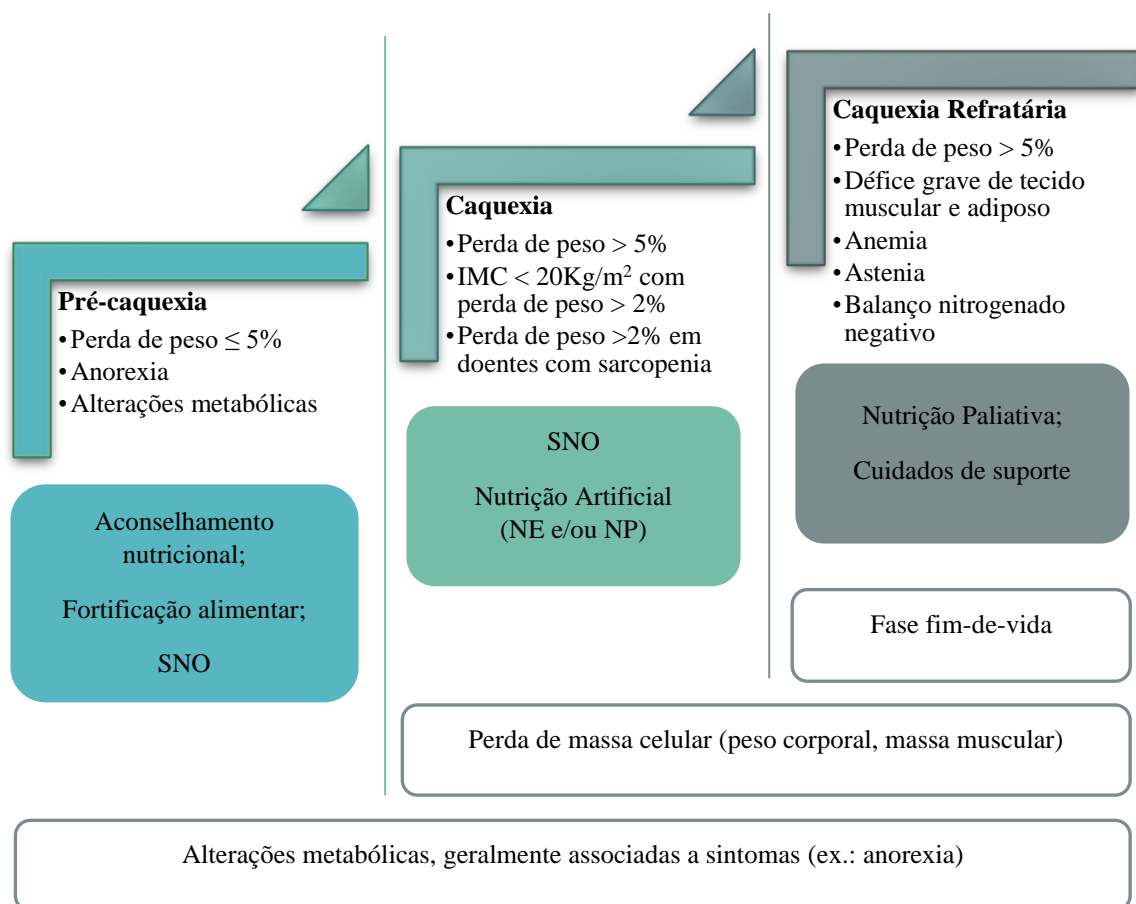 Pré-caquexia
•Perda de peso ≤ 5%
•Anorexia
•Alterações metabólicas
Aconselhamento
nutricional;
Fortificação alimentar;
SNO
Caquexia
•Perda de peso > 5%
•IMC < 20Kg/m² com
perda de peso > 2%
•Perda de peso >2% em
doentes com sarcopenia
SNO
Nutrição Artificial
(NE e/ou NP)
Caquexia Refratária
•Perda de peso > 5%
•Défice grave de tecido
muscular e adiposo
•Anemia
•Astenia
•Balanço nitrogenado
negativo
Nutrição Paliativa;
Cuidados de suporte
Fase fim-de-vida
Perda de massa celular (peso corporal, massa muscular)
Alterações metabólicas, geralmente associadas a sintomas (ex.: anorexia)